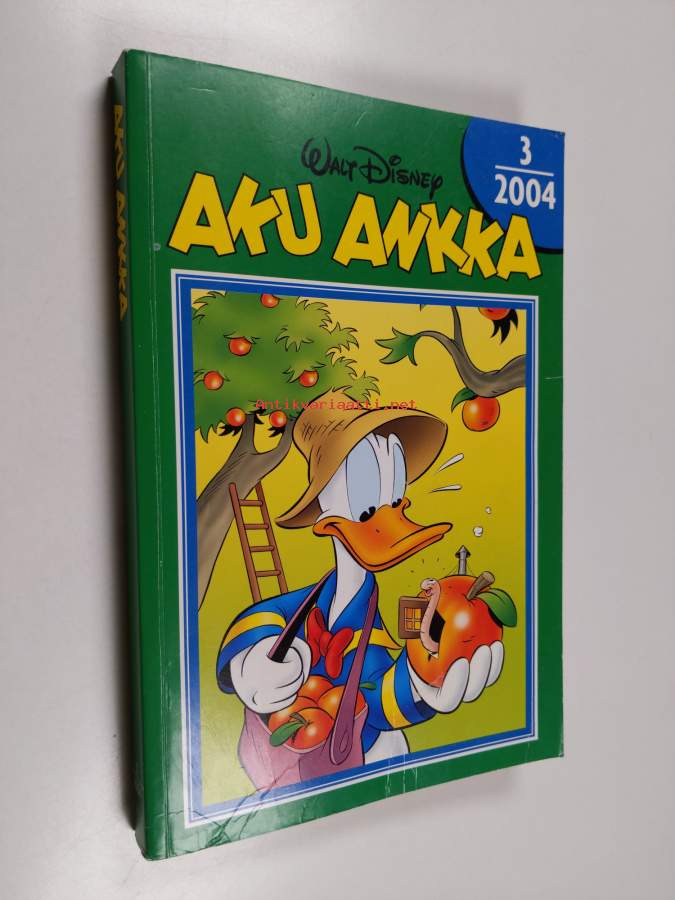 AKU ANKKA
WALT DISNEY
3
2004
AKU ANKKA
Antikvariaatti.net